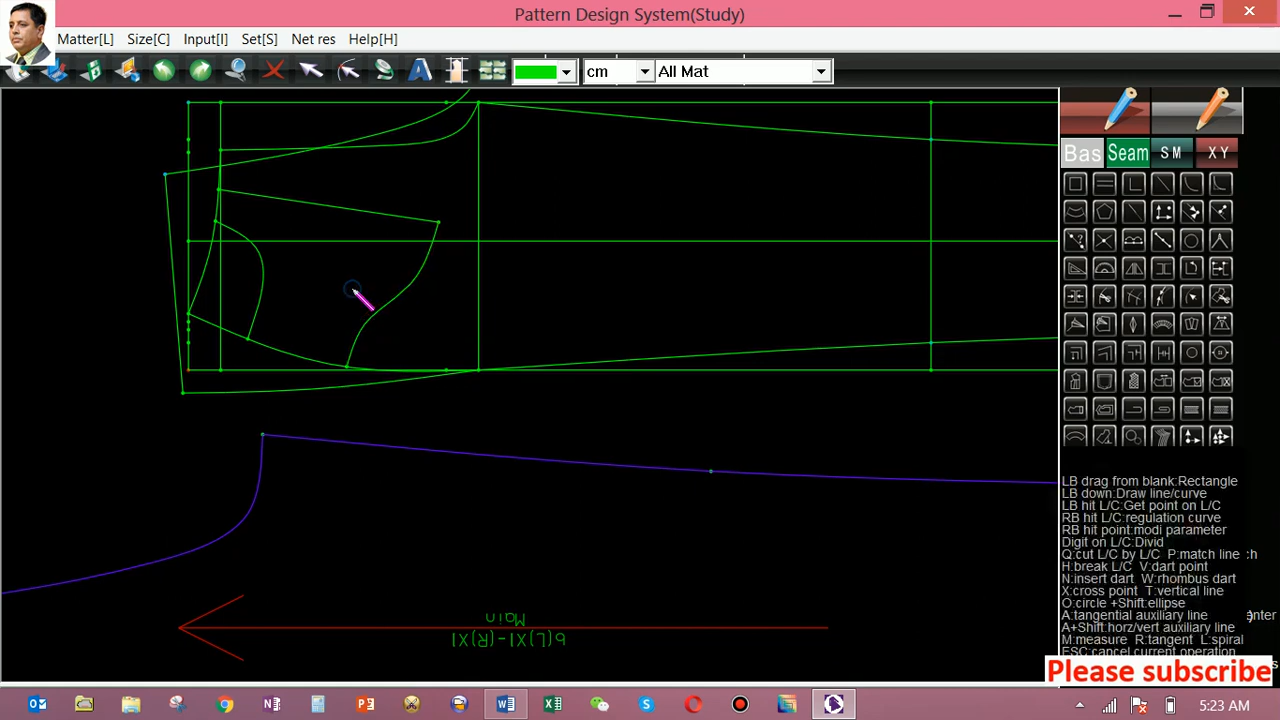 Pattern Design System(Study)
Matter[L] Size[C] Input[I] Set[S] Net res Help[H]
cm All Mat
Bas Seam S M X Y
LB drag from blank:Rectangle
LB down:Draw line/curve
LB hit L/C:Get point on L/C
RB hit L/C:regulation curve
RB hit point:modi parameter
Digit on L/C:Divid
Q:cut L/C by L/C P:match line
H:break L/C V:dart point
N:insert dart W:rhombus dart
X:cross point T:vertical line
O:circle +Shift:ellipse
A:tangential auxiliary line
A+Shift:horz/vert auxiliary line
M:measure R:tangent L:spiral
ESC:cancel current operation
Main
b(L)X1-(R)X1
Please subscribe
5:23 AM